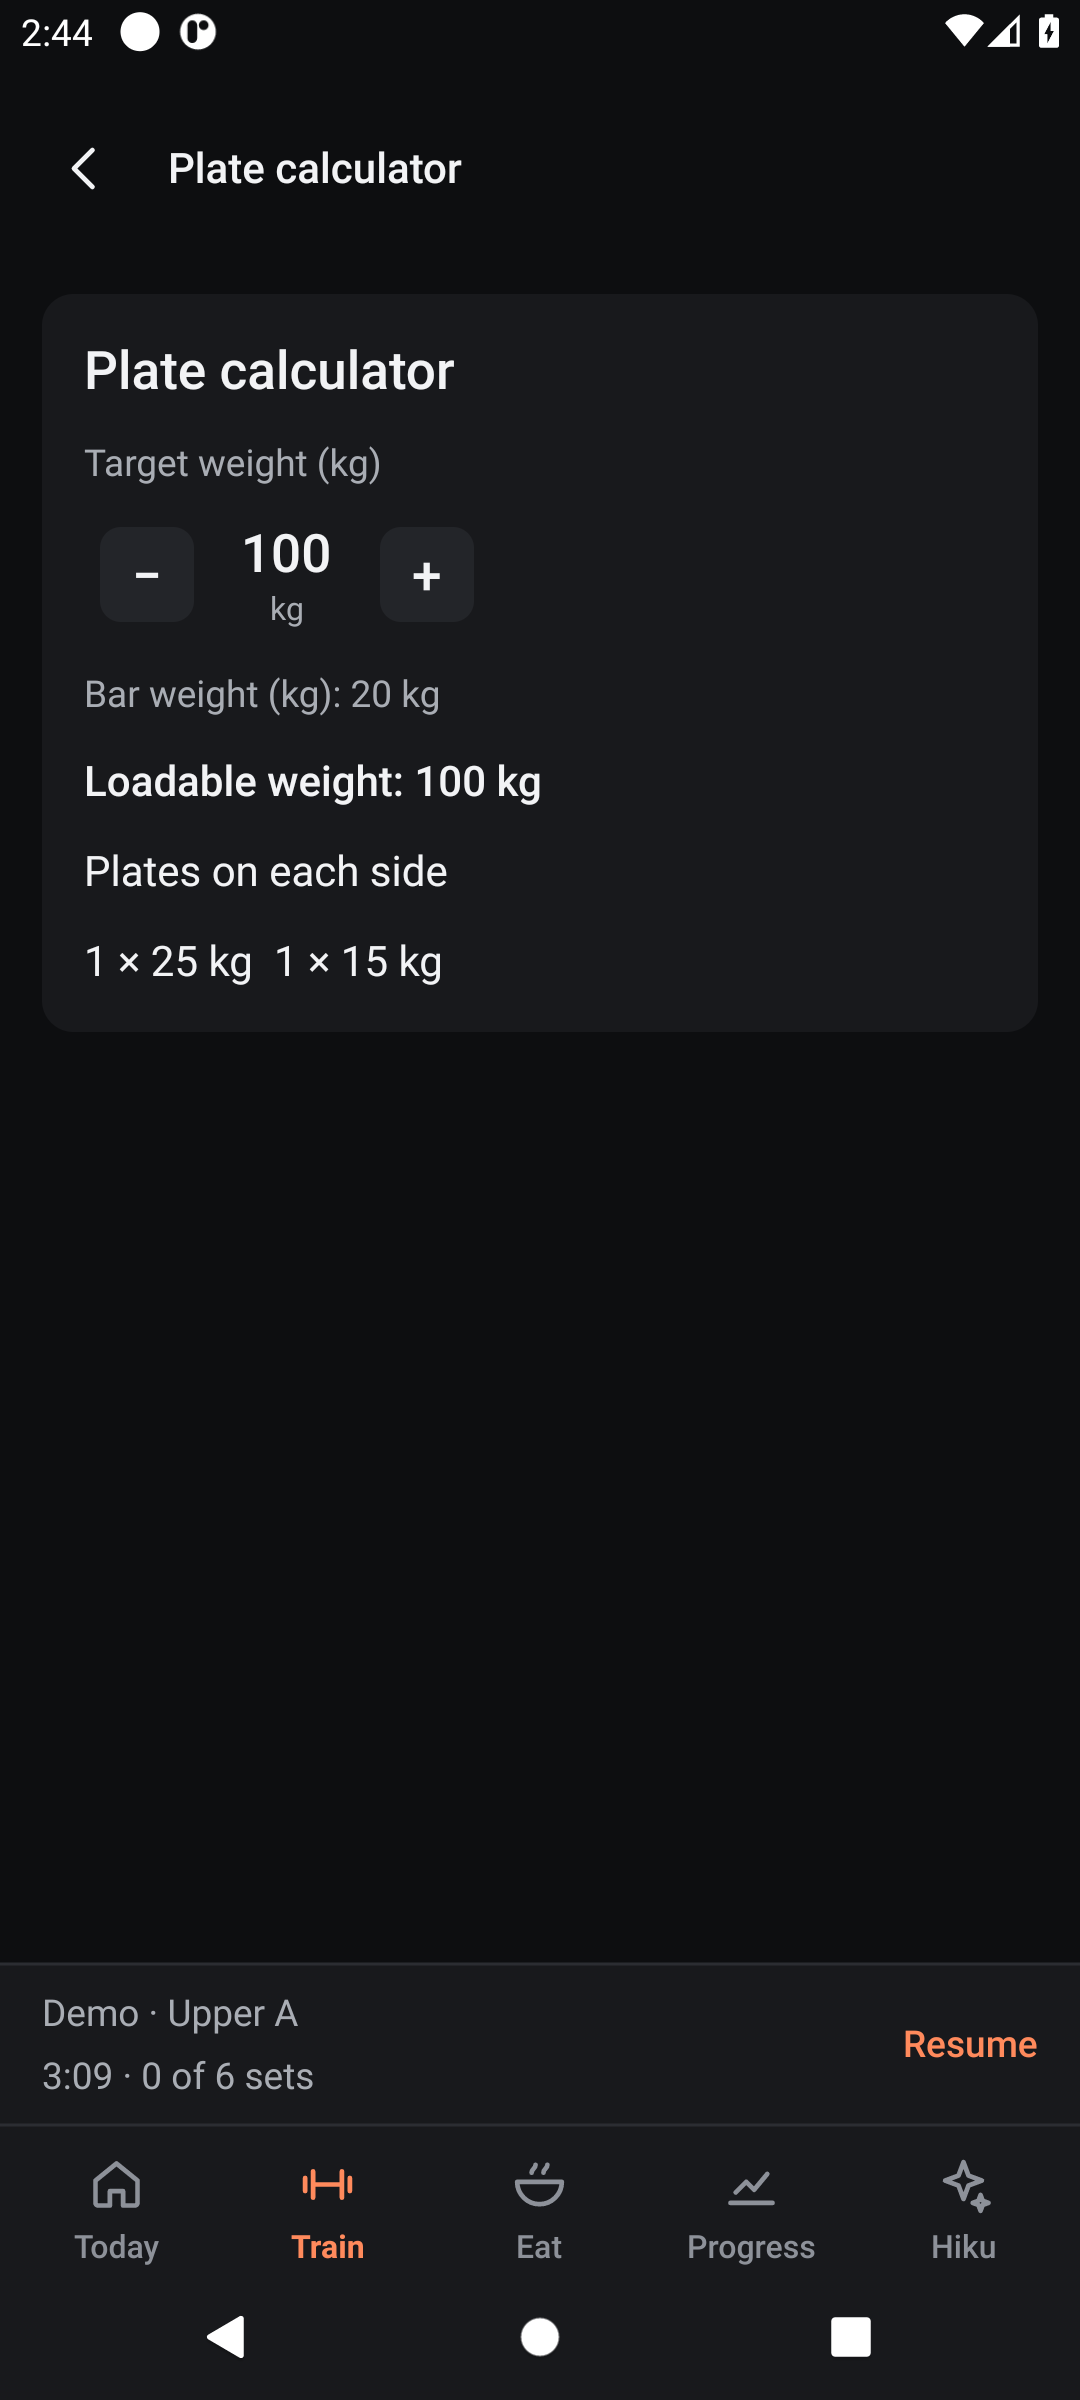 2:44
Plate calculator
Plate calculator
Target weight (kg)
− 100 +
kg
Bar weight (kg): 20 kg
Loadable weight: 100 kg
Plates on each side
1 × 25 kg 1 × 15 kg
Demo · Upper A
3:09 · 0 of 6 sets
Resume
Today Train Eat Progress Hiku